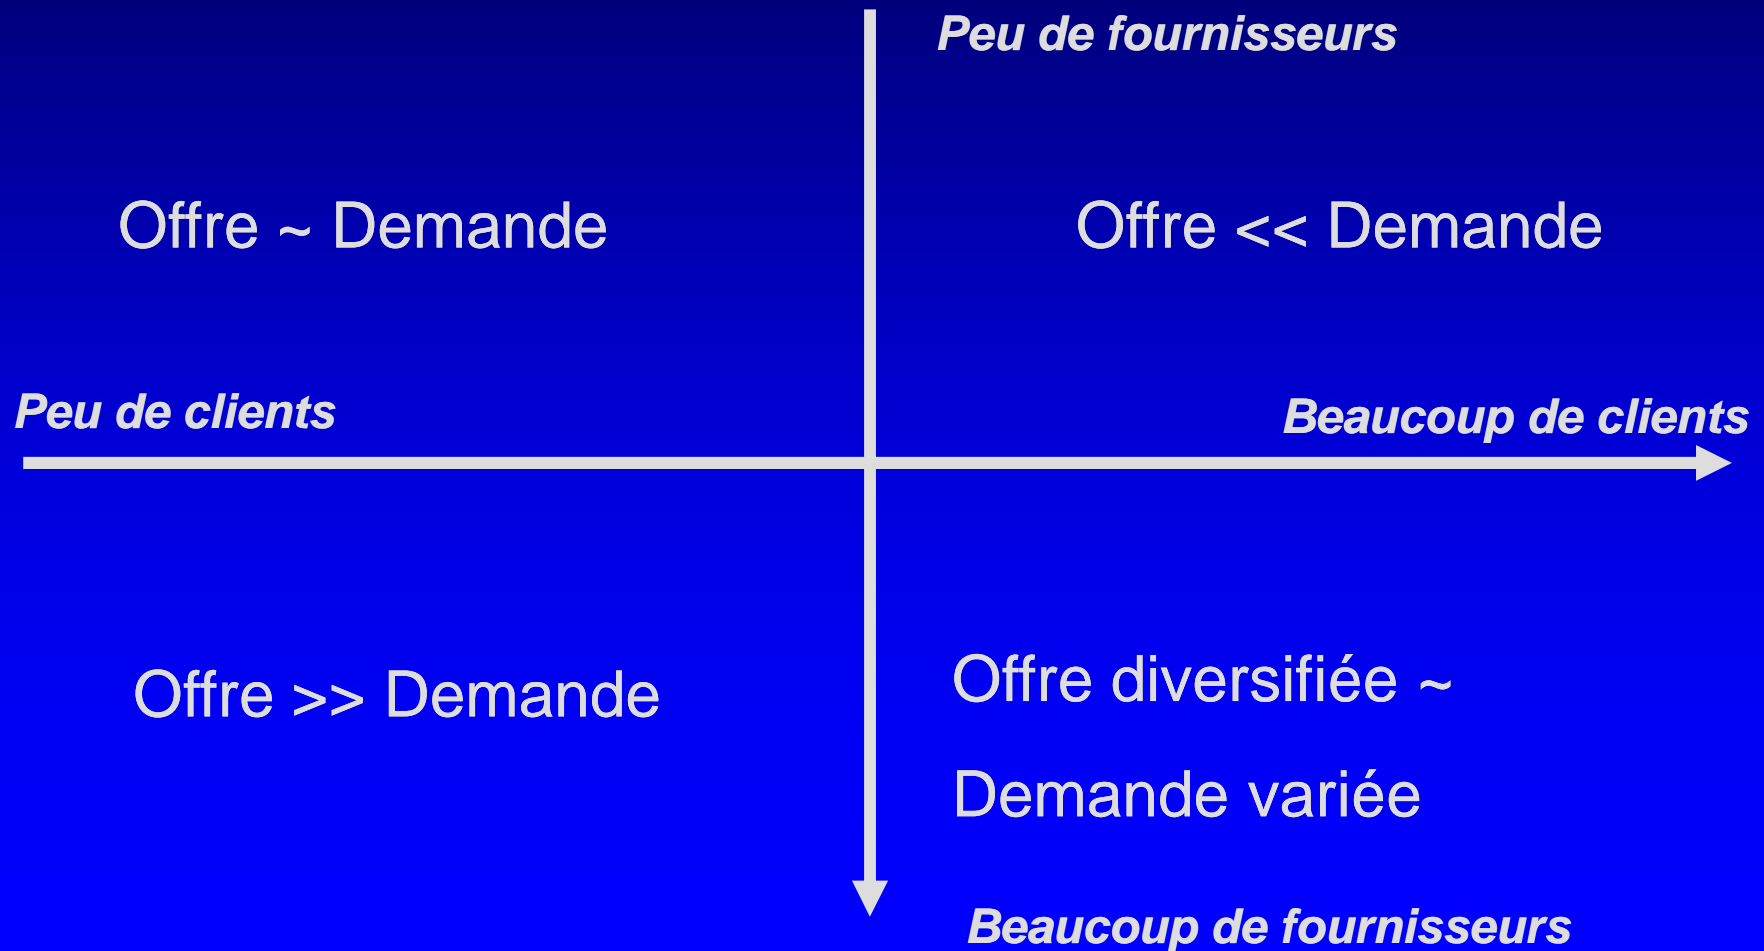 Peu de fournisseurs
Offre ~ Demande
Offre << Demande
Peu de clients
Beaucoup de clients
Offre >> Demande
Offre diversifiée ~
Demande variée
Beaucoup de fournisseurs